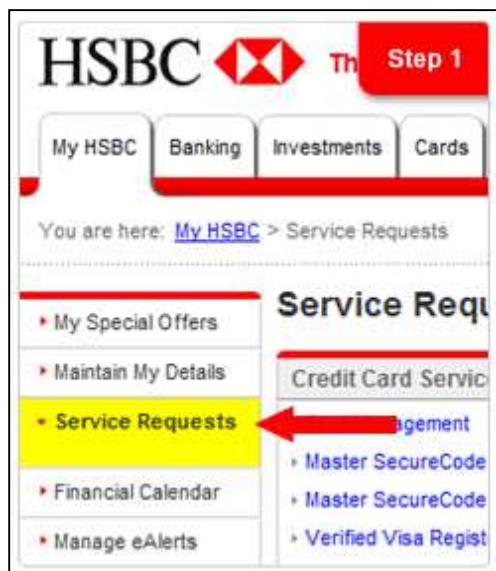 HSBC Th Step 1
My HSBC Banking Investments Cards
You are here: My HSBC > Service Requests
My Special Offers
Maintain My Details
Service Requests
Financial Calendar
Manage eAlerts
Service Requ
Credit Card Servic
agement
Master SecureCode
Master SecureCode
Verified Visa Regist